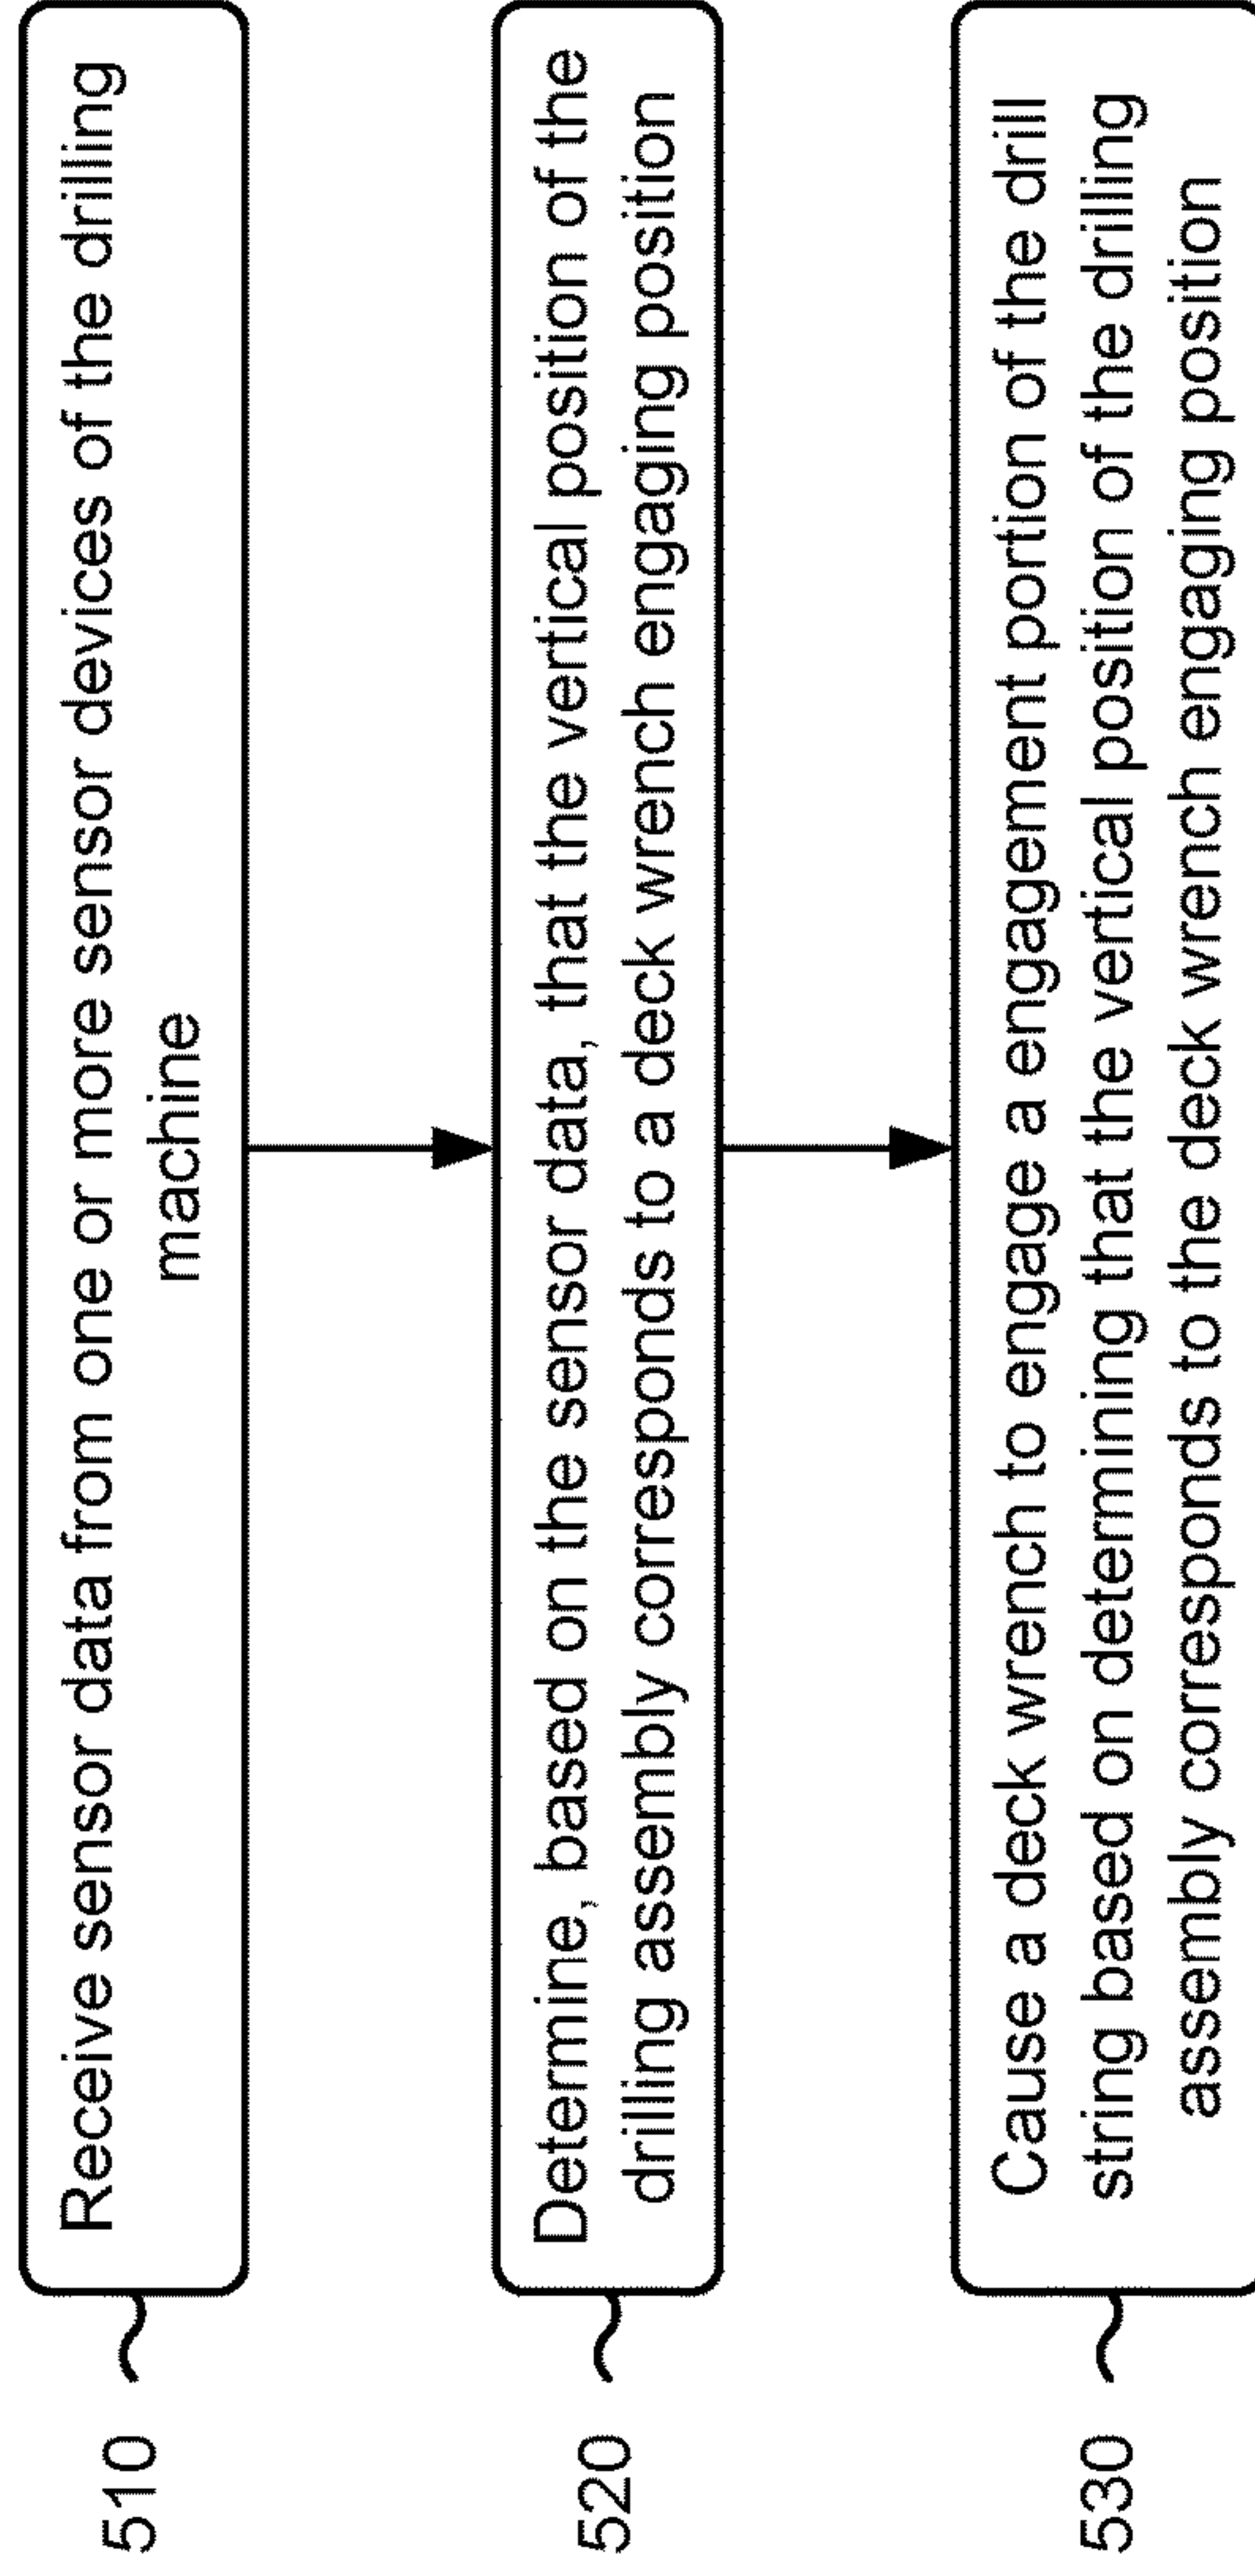 510
Receive sensor data from one or more sensor devices of the drilling
machine
520
Determine, based on the sensor data, that the vertical position of the
drilling assembly corresponds to a deck wrench engaging position
530
Cause a deck wrench to engage a engagement portion of the drill
string based on determining that the vertical position of the drilling
assembly corresponds to the deck wrench engaging position